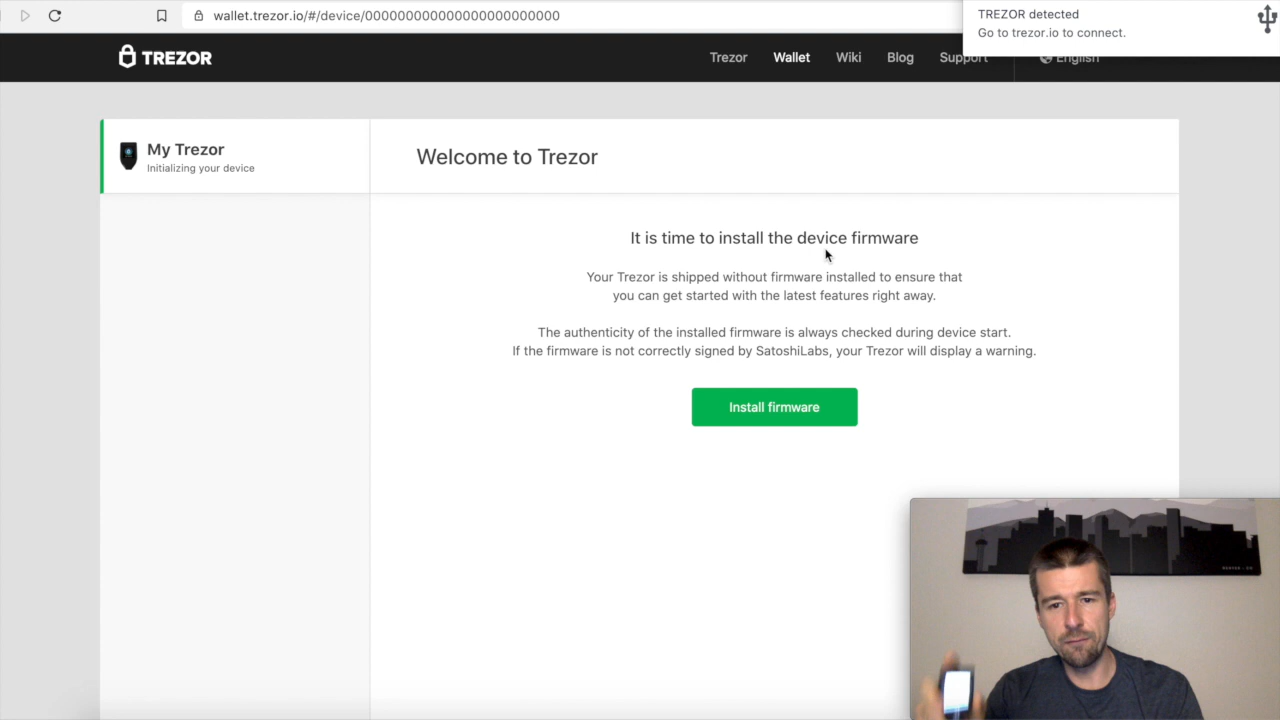 wallet.trezor.io/#/device/000000000000000000000000
TREZOR detected
Go to trezor.io to connect.
TREZOR
Trezor
Wallet
Wiki
Blog
Support
English
My Trezor
Initializing your device
Welcome to Trezor
It is time to install the device firmware
Your Trezor is shipped without firmware installed to ensure that
you can get started with the latest features right away.
The authenticity of the installed firmware is always checked during device start.
If the firmware is not correctly signed by SatoshiLabs, your Trezor will display a warning.
Install firmware